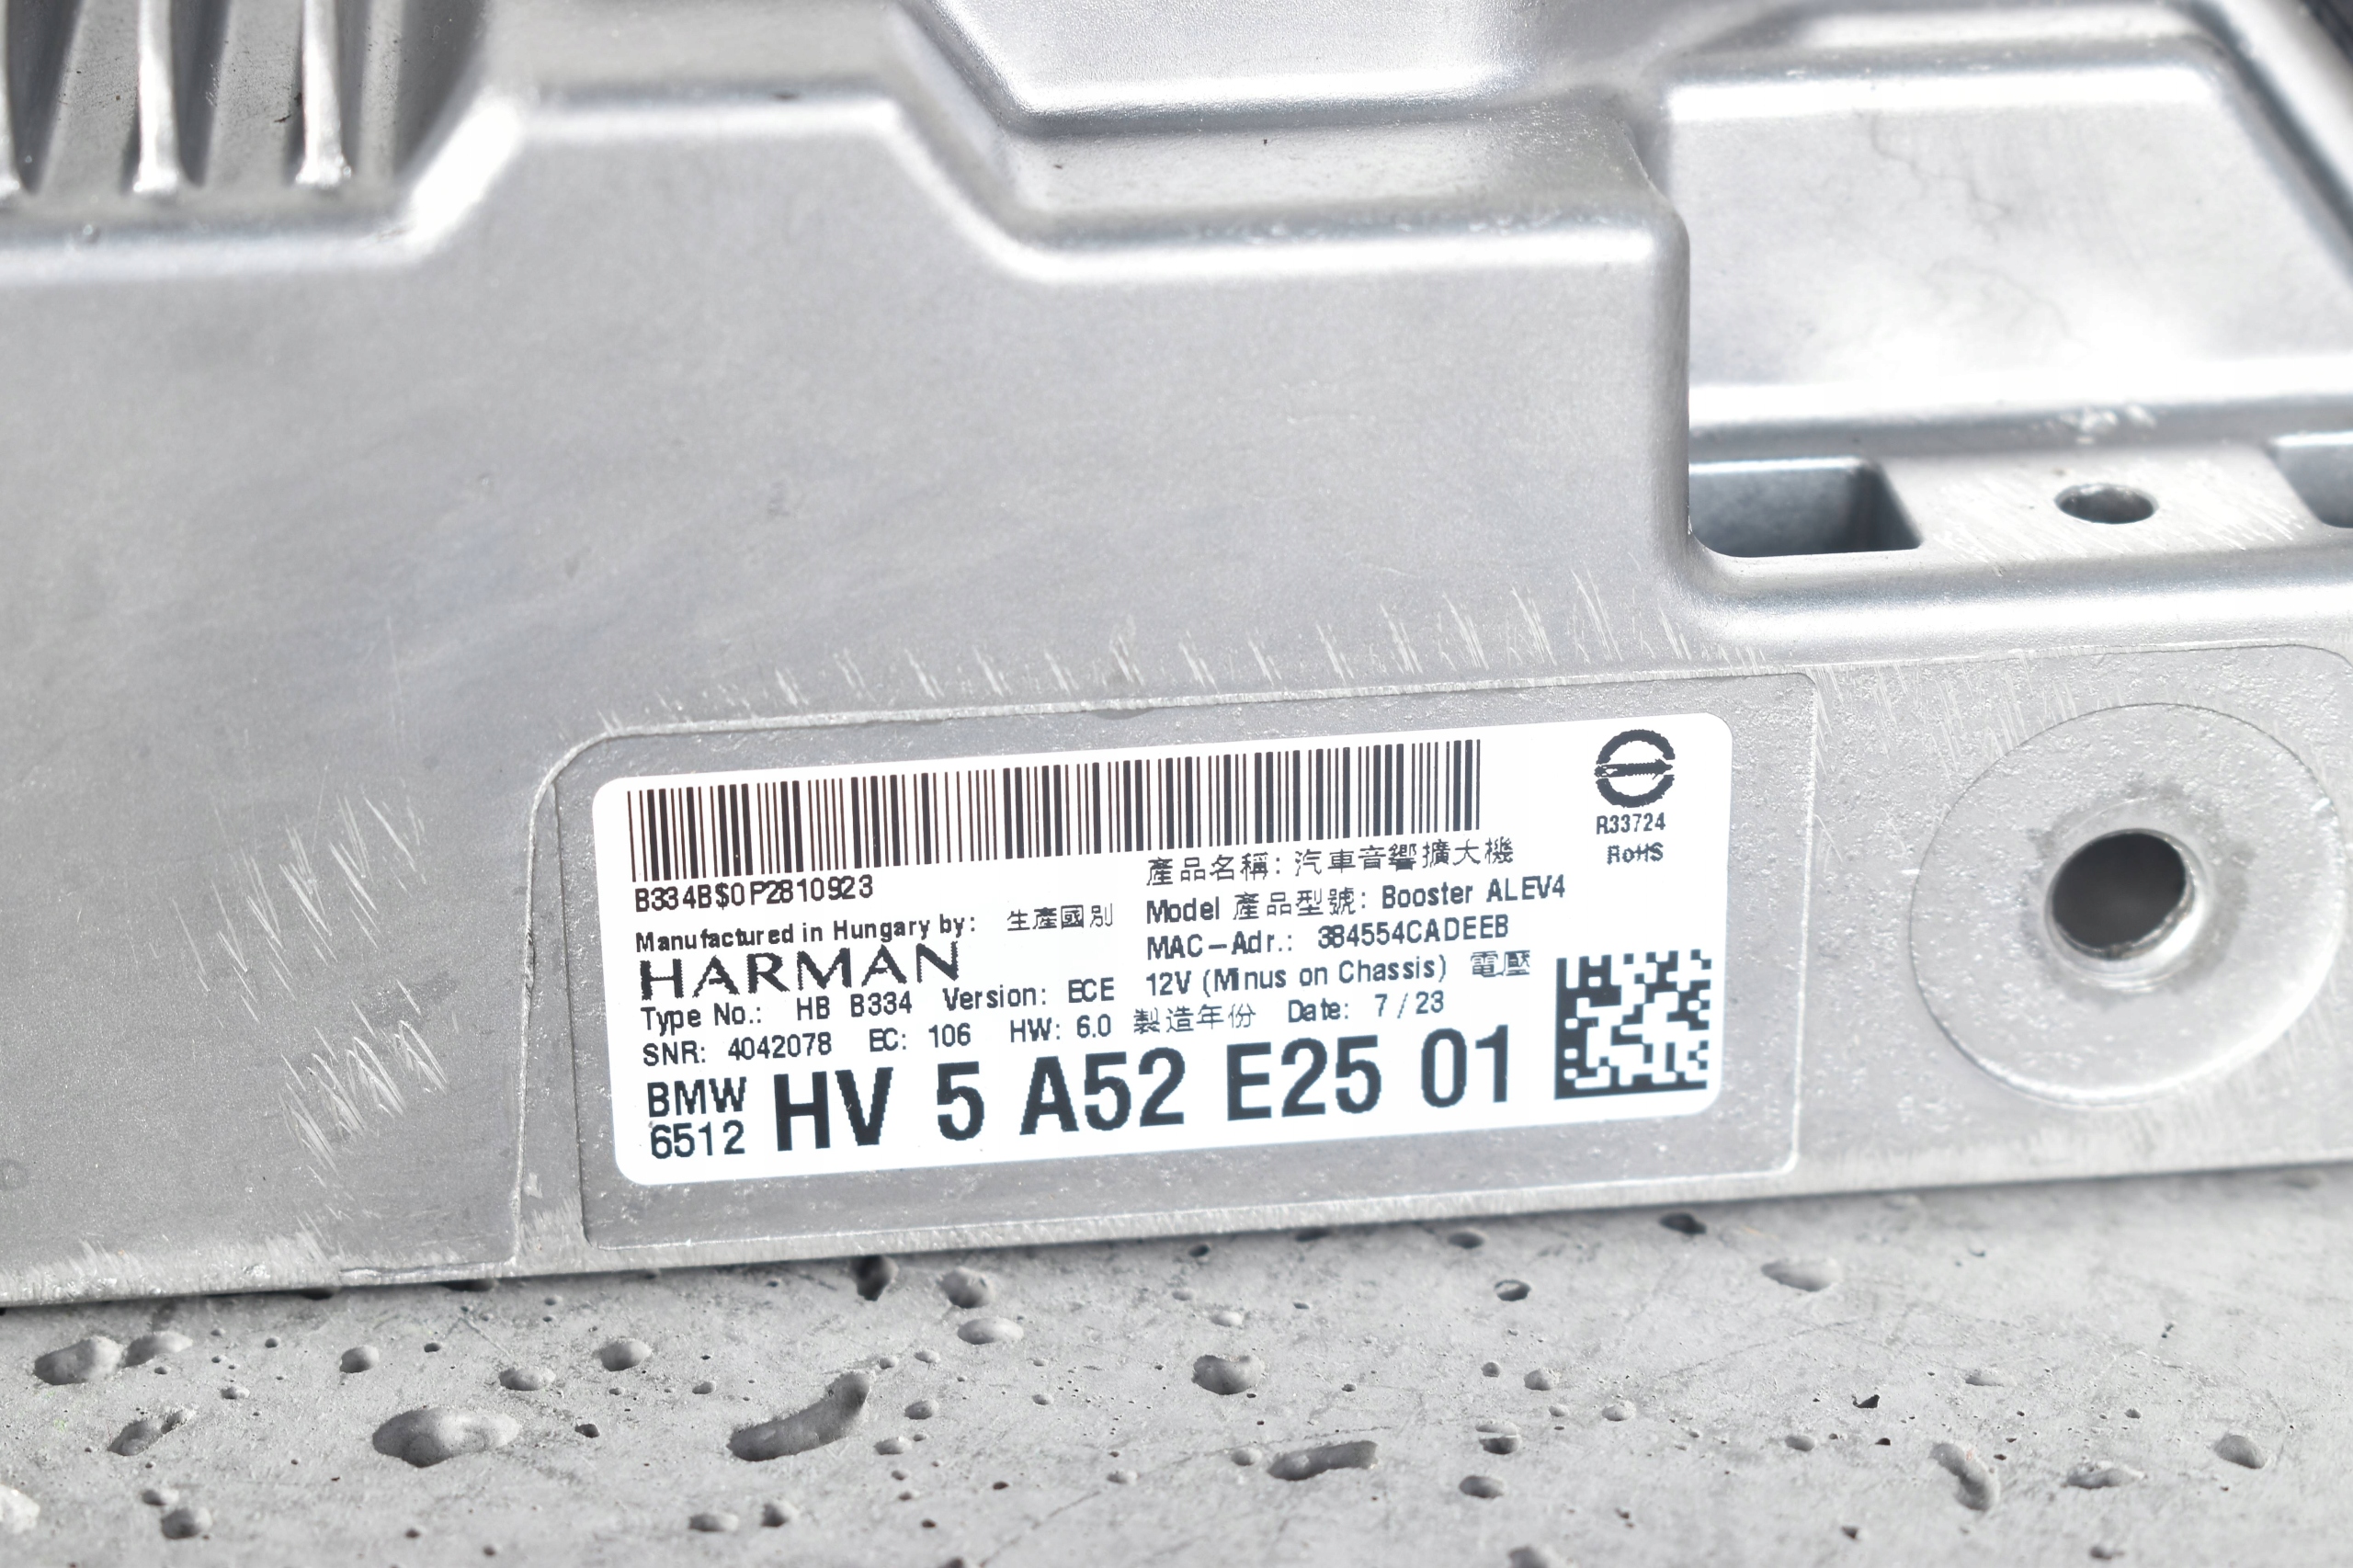 B334B$0P2810923
Manufactured in Hungary by: 生產國別
HARMAN
Type No.: HB B334 Version: ECE
SNR: 4042078 EC: 106 HW: 6.0
產品名稱: 汽車音響擴大機
Model 產品型號: Booster ALEV4
MAC-Adr.: 384554CADEEB
12V (Minus on Chassis) 電壓
製造年份 Date: 7/23
R33724
RoHS
BMW
6512
HV 5 A52 E25 01